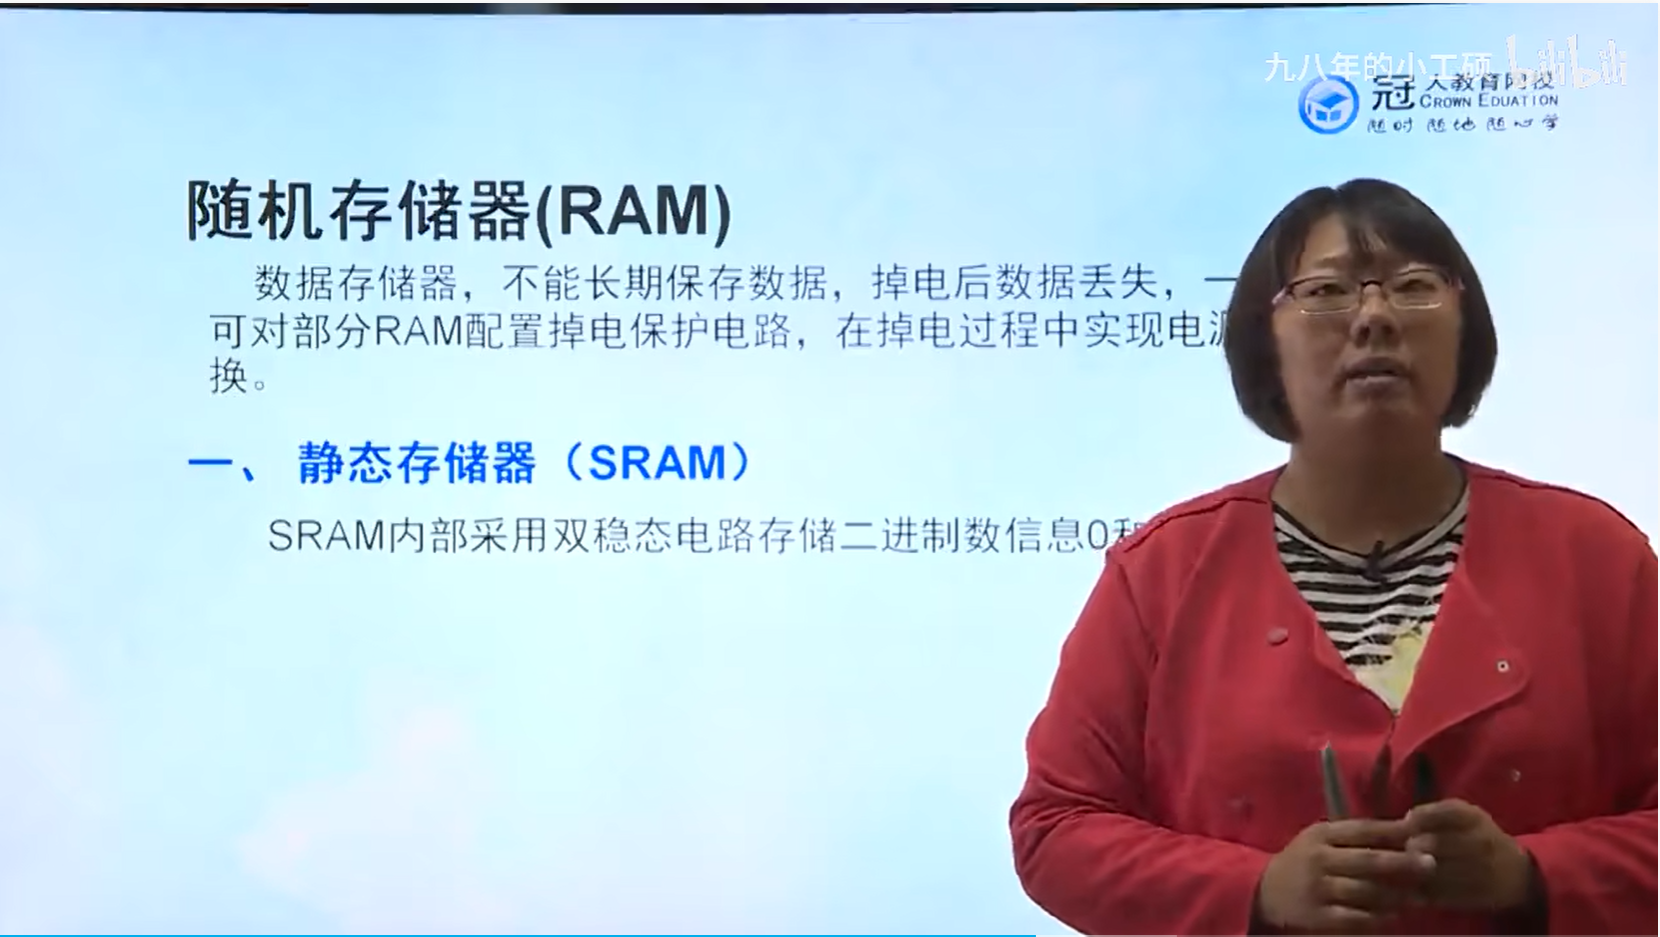 九八年的小工硕 bilibili
冠大教育网校
CROWN EDUATION
随时 随地 随心学
随机存储器(RAM)
数据存储器，不能长期保存数据，掉电后数据丢失，一
可对部分RAM配置掉电保护电路，在掉电过程中实现电源
换。
一、 静态存储器（SRAM）
SRAM内部采用双稳态电路存储二进制数信息0和